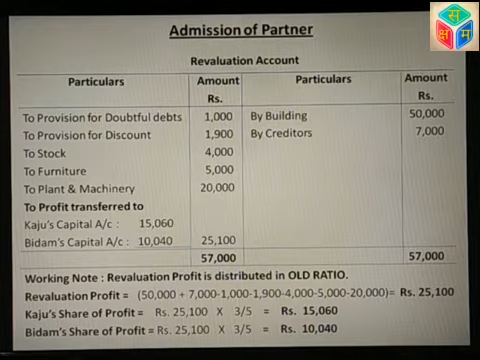 स
क्ष म
Admission of Partner
Revaluation Account
Particulars Amount Rs. Particulars Amount Rs.
To Provision for Doubtful debts 1,000 By Building 50,000
To Provision for Discount 1,900 By Creditors 7,000
To Stock 4,000
To Furniture 5,000
To Plant & Machinery 20,000
To Profit transferred to
Kaju's Capital A/c : 15,060
Bidam's Capital A/c : 10,040 25,100
57,000 57,000
Working Note : Revaluation Profit is distributed in OLD RATIO.
Revaluation Profit = (50,000 + 7,000-1,000-1,900-4,000-5,000-20,000)= Rs. 25,100
Kaju's Share of Profit = Rs. 25,100 X 3/5 = Rs. 15,060
Bidam's Share of Profit = Rs. 25,100 X 3/5 = Rs. 10,040